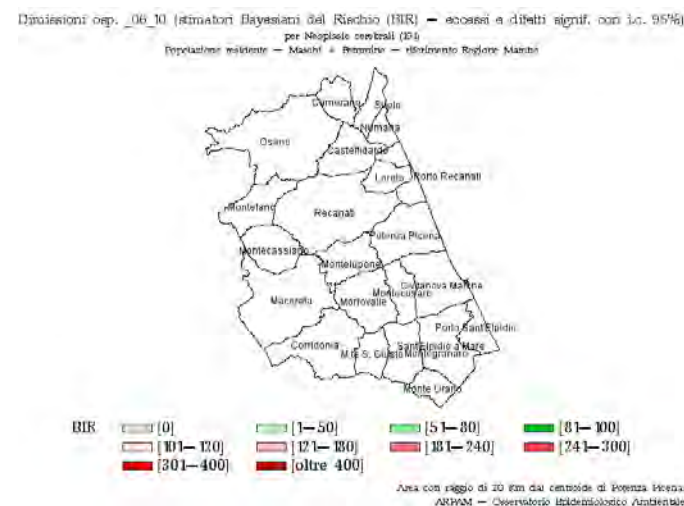 Dimissioni osp. _06_10 (stimatori Bayesiani del Rischio (BIR) — eccessi e difetti signif. con i.c. 95%)
per Neoplasie cerebrali (191)
Popolazione residente — Maschi + Femmine — riferimento Regione Marche
Camerano
Sirolo
Numana
Osimo
Castelfidardo
Loreto
Porto Recanati
Montefano
Recanati
Potenza Picena
Montecassiano
Montelupone
Civitanova Marche
Montecosaro
Macerata
Morrovalle
Porto Sant'Elpidio
Corridonia
Sant'Elpidio a Mare
M.te S. Giusto
Montegranaro
Monte Urano
BIR [0] [1—50] [51—80] [81—100]
[101—120] [121—180] [181—240] [241—300]
[301—400] [oltre 400]
Area con raggio di 20 Km dal centroide di Potenza Picena
ARPAM — Osservatorio Epidemiologico Ambientale